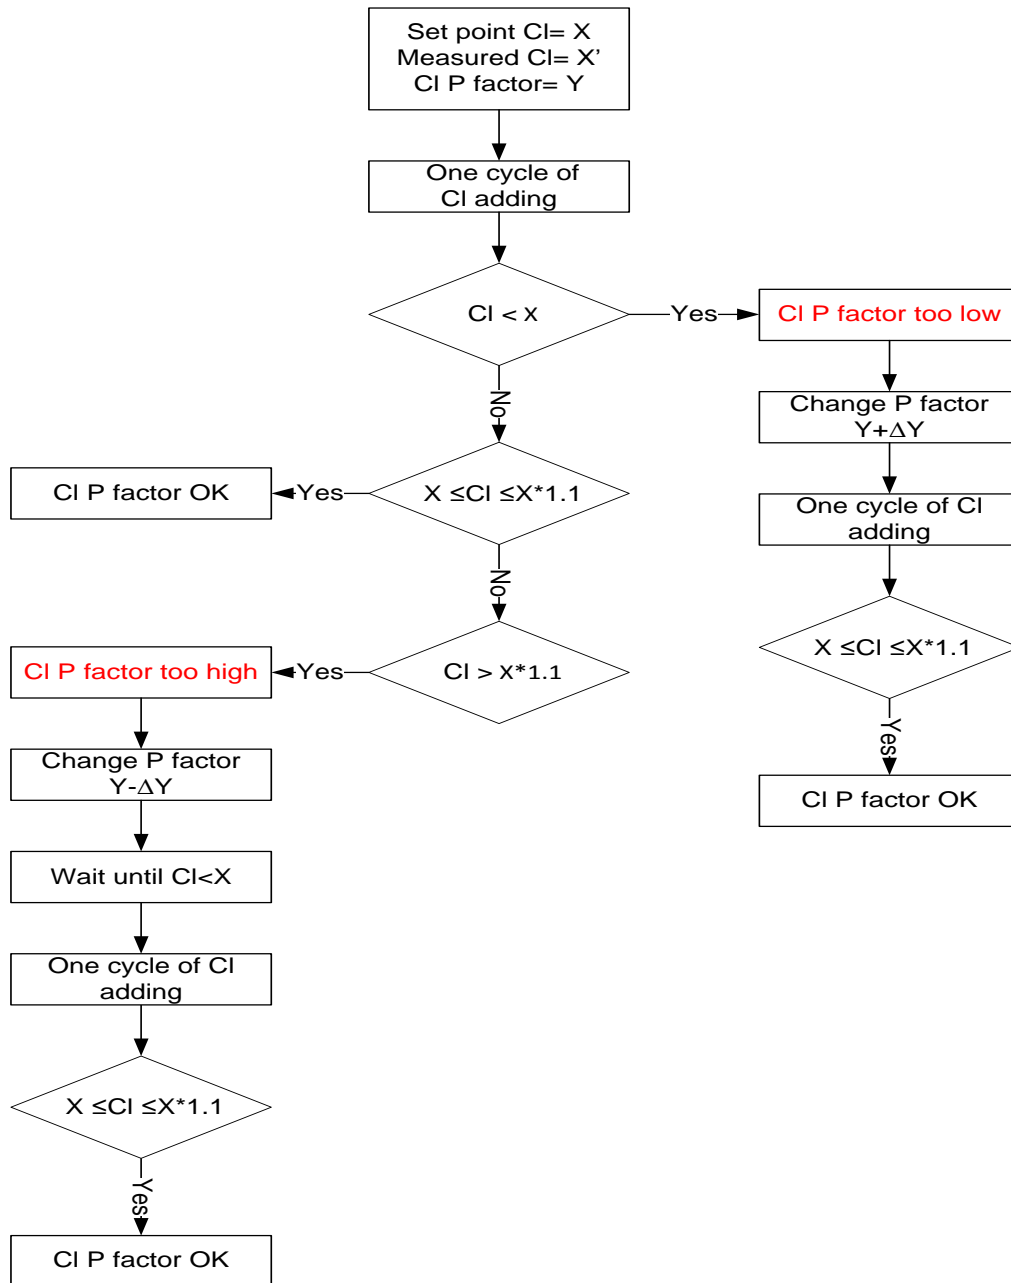 Set point Cl= X
Measured Cl= X'
Cl P factor= Y
One cycle of
Cl adding
Cl < X
Yes
Cl P factor too low
Change P factor
Y+ΔY
One cycle of Cl
adding
X ≤Cl ≤X*1.1
Yes
Cl P factor OK
No
X ≤Cl ≤X*1.1
Yes
Cl P factor OK
No
Cl > X*1.1
Yes
Cl P factor too high
Change P factor
Y-ΔY
Wait until Cl<X
One cycle of Cl
adding
X ≤Cl ≤X*1.1
Yes
Cl P factor OK